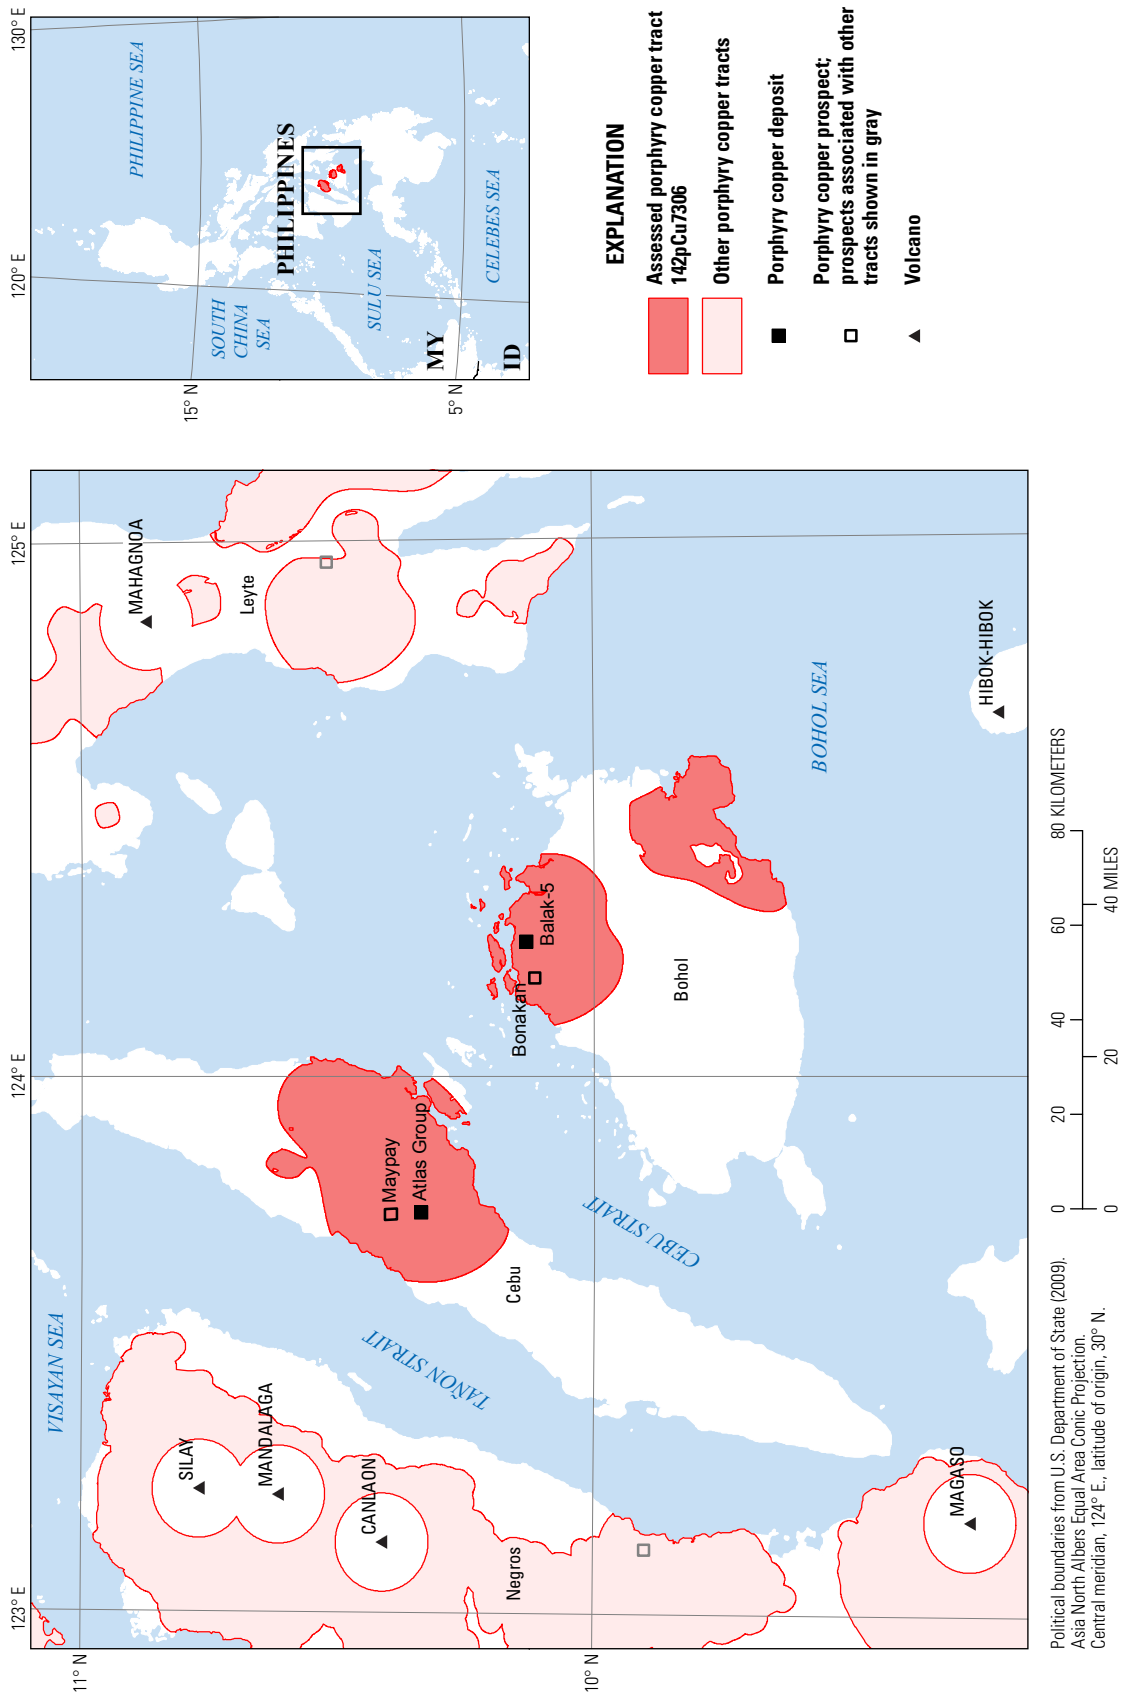 123° E
124° E
125° E
11° N
10° N
VISAYAN SEA
SILAY
MANDALAGA
CANLAON
Negros
MAGASO
TAÑON STRAIT
Cebu
Maypay
Atlas Group
CEBU STRAIT
Bonakan
Balak-5
Bohol
BOHOL SEA
MAHAGNOA
Leyte
HIBOK-HIBOK
Political boundaries from U.S. Department of State (2009).
Asia North Albers Equal Area Conic Projection.
Central meridian, 124° E., latitude of origin, 30° N.
0 20 40 60 80 KILOMETERS
0 20 40 MILES
120° E
130° E
15° N
5° N
PHILIPPINE SEA
PHILIPPINES
SOUTH
CHINA
SEA
SULU SEA
CELEBES SEA
MY
ID
EXPLANATION
Assessed porphyry copper tract
142pCu7306
Other porphyry copper tracts
Porphyry copper deposit
Porphyry copper prospect;
prospects associated with other
tracts shown in gray
Volcano